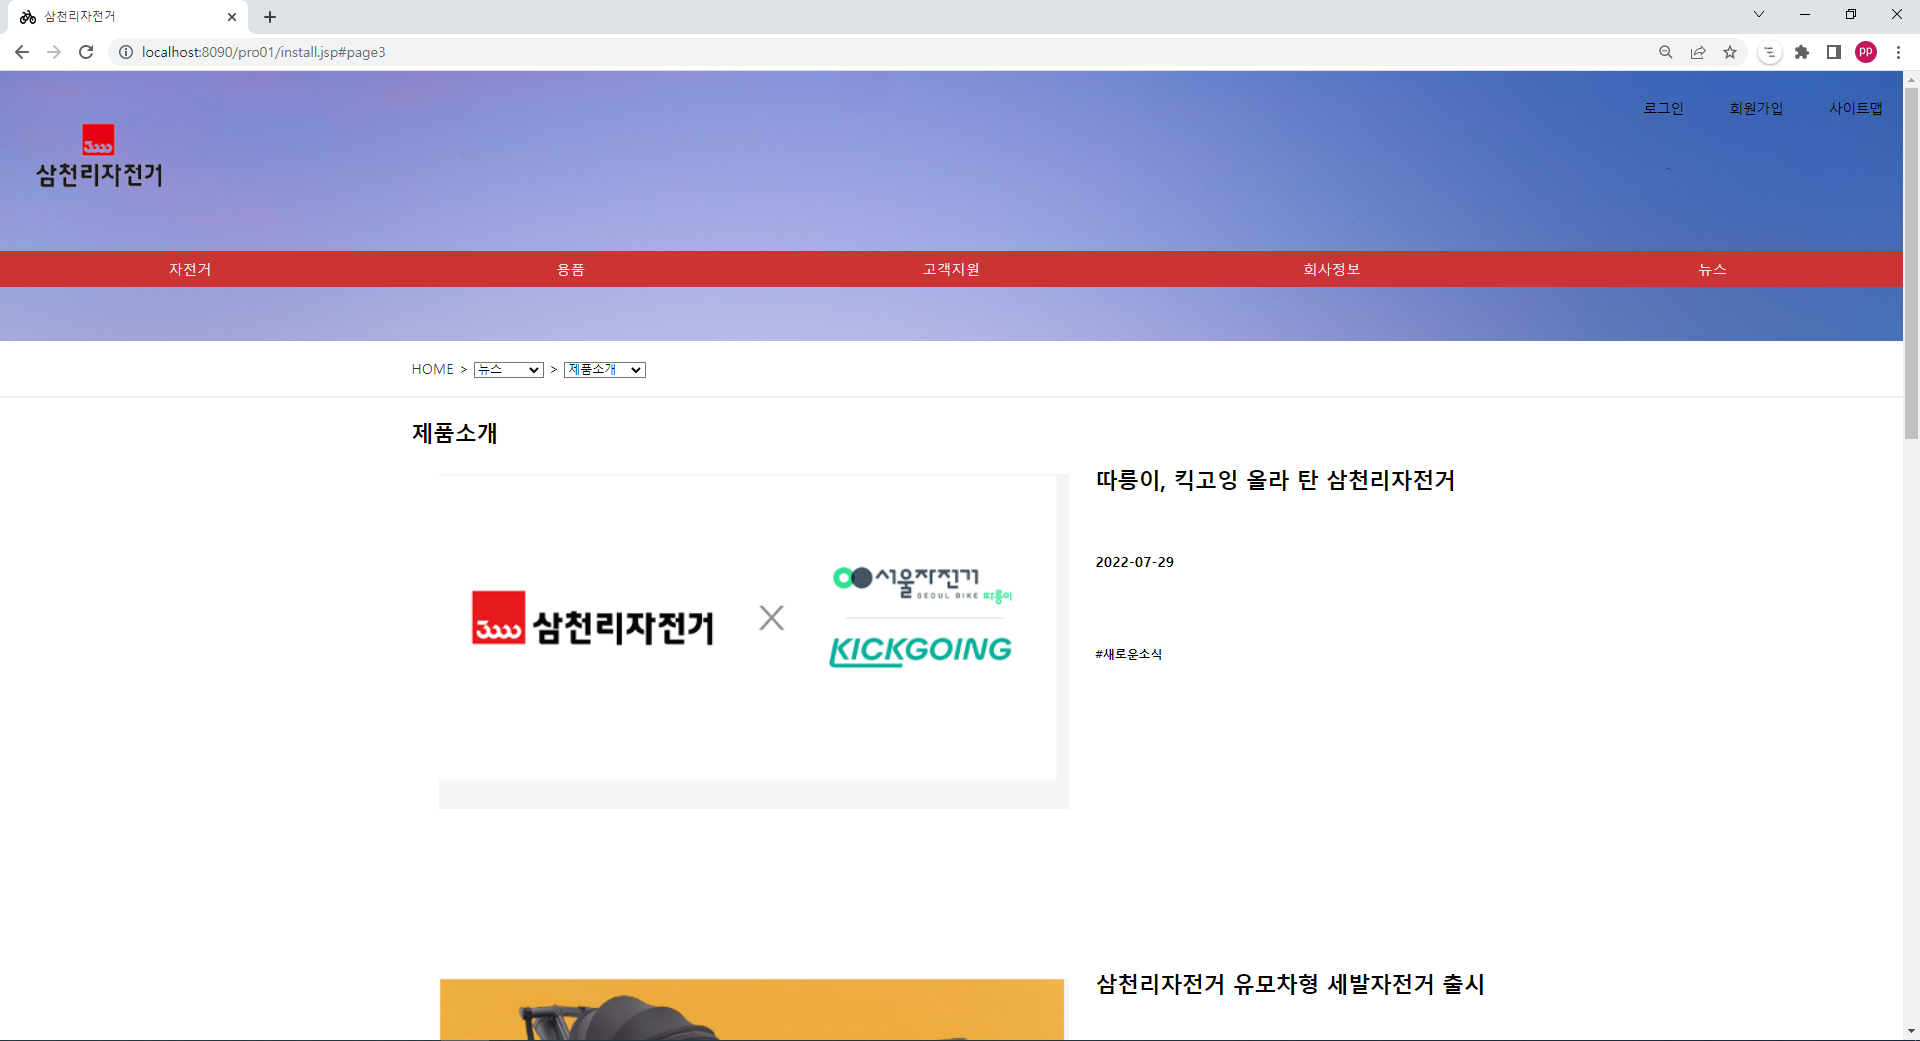 삼천리자전거
localhost:8090/pro01/install.jsp#page3
pp
로그인 회원가입 사이트맵
삼천리자전거
자전거 용품 고객지원 회사정보 뉴스
HOME > 뉴스 > 제품소개
제품소개
따릉이, 킥고잉 올라 탄 삼천리자전거
2022-07-29
#새로운소식
삼천리자전거
X
서울자전거
SEOUL BIKE 따릉이
KICKGOING
삼천리자전거 유모차형 세발자전거 출시